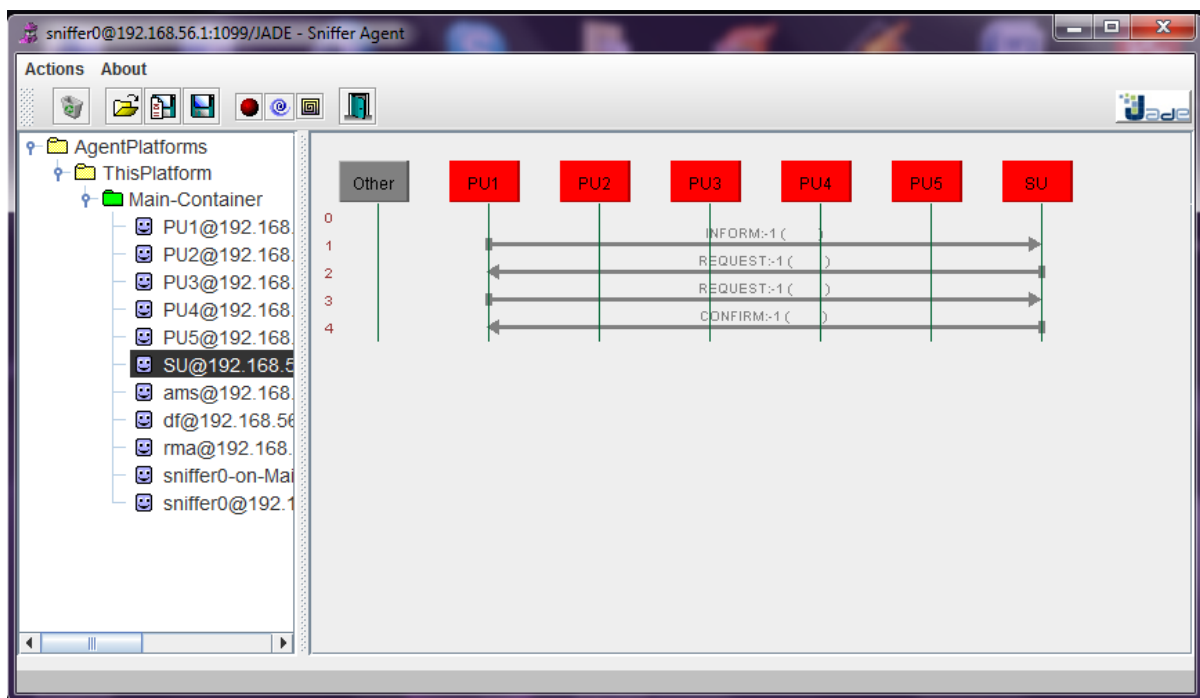 sniffer0@192.168.56.1:1099/JADE - Sniffer Agent
Actions About
Jade
AgentPlatforms
ThisPlatform
Main-Container
PU1@192.168.
PU2@192.168.
PU3@192.168.
PU4@192.168.
PU5@192.168.
SU@192.168.5
ams@192.168.
df@192.168.56
rma@192.168.
sniffer0-on-Mai
sniffer0@192.1
Other PU1 PU2 PU3 PU4 PU5 SU
0
INFORM:-1 ( )
1
REQUEST:-1 ( )
2
REQUEST:-1 ( )
3
CONFIRM:-1 ( )
4